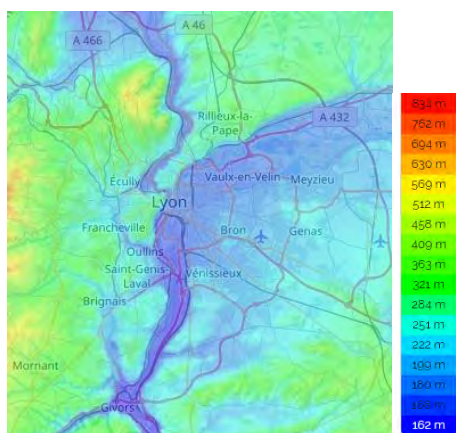 A 46
A 466
Rillieux-la-
Pape
A 432
Vaulx-en-Velin
Meyzieu
Écully
Lyon
Francheville
Bron
Genas
Oullins
Saint-Genis-
Laval
Vénissieux
Brignais
Mornant
Givors
834 m
762 m
694 m
630 m
569 m
512 m
458 m
409 m
363 m
321 m
284 m
251 m
222 m
199 m
180 m
162 m